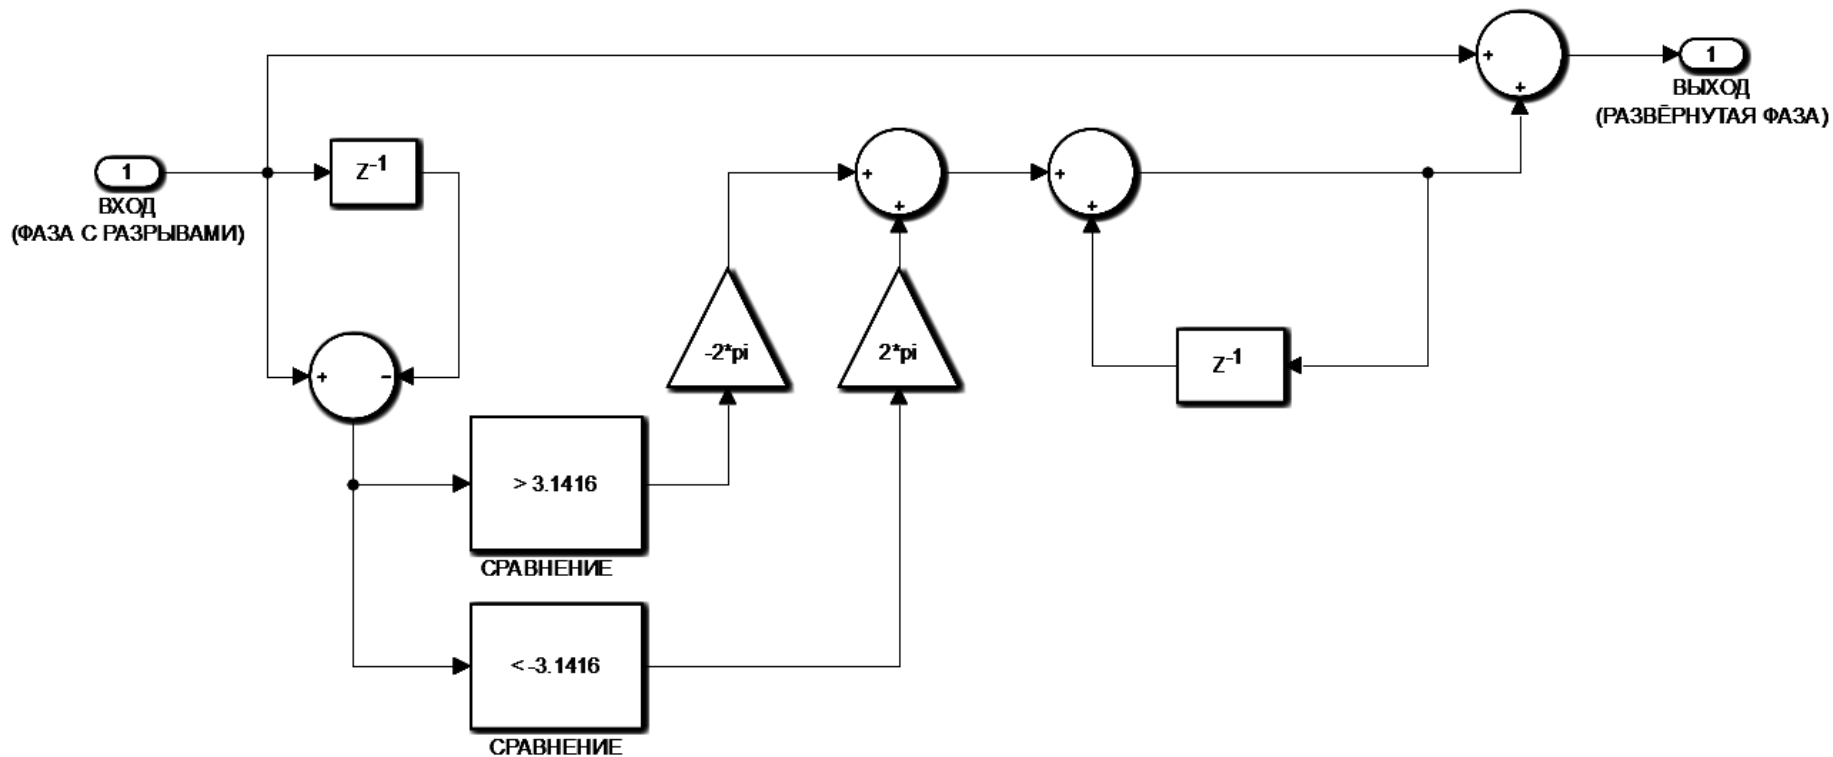 1
ВЫХОД
(РАЗВЁРНУТАЯ ФАЗА)
+
+
1
ВХОД
(ФАЗА С РАЗРЫВАМИ)
Z-1
+
+
+
+
+
−
-2*pi
2*pi
Z-1
> 3.1416
СРАВНЕНИЕ
< -3.1416
СРАВНЕНИЕ